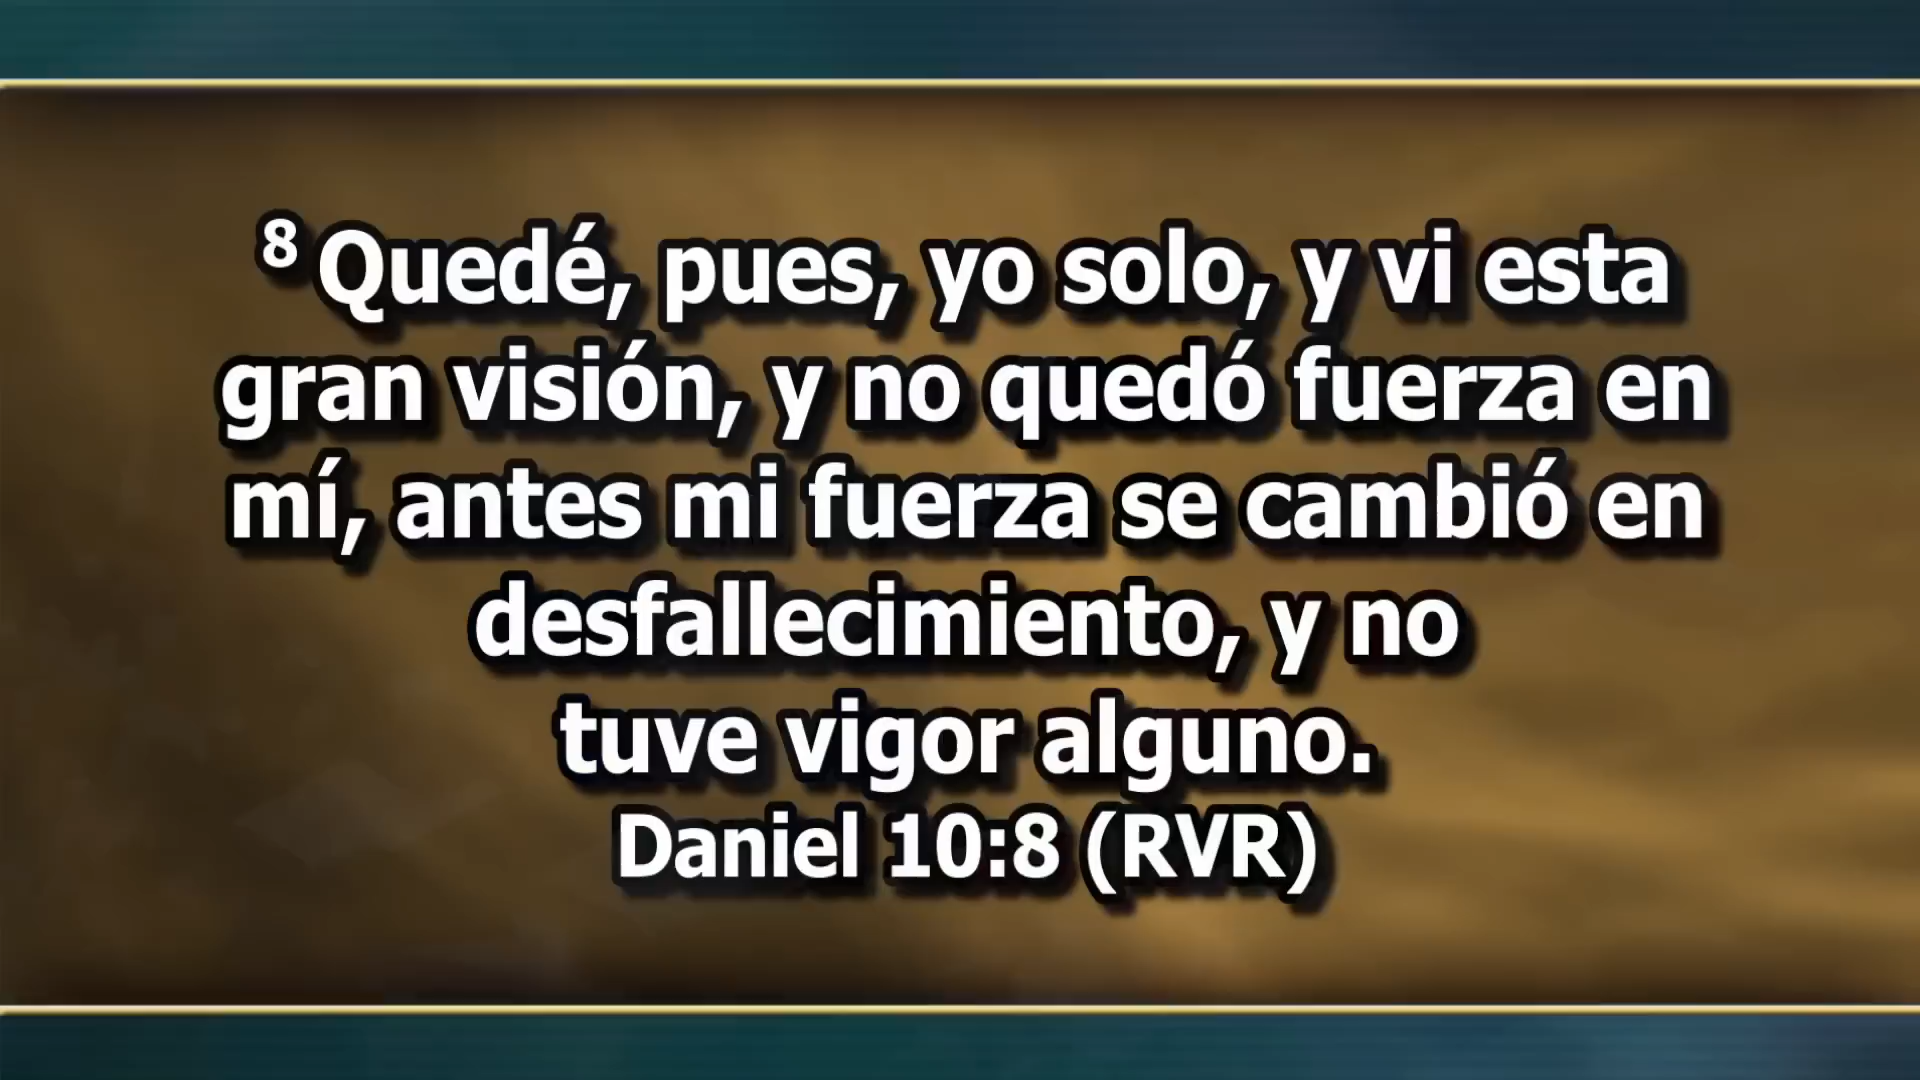 8 Quedé, pues, yo solo, y vi esta
gran visión, y no quedó fuerza en
mí, antes mi fuerza se cambió en
desfallecimiento, y no
tuve vigor alguno.
Daniel 10:8 (RVR)